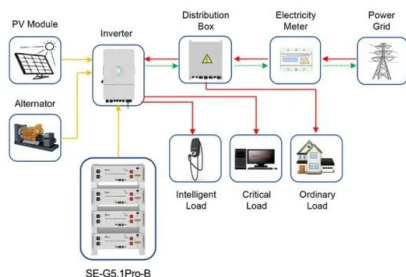 PV Module
Inverter
Distribution
Box
Electricity
Meter
Power
Grid
Alternator
Intelligent
Load
Critical
Load
Ordinary
Load
SE-G5.1Pro-B